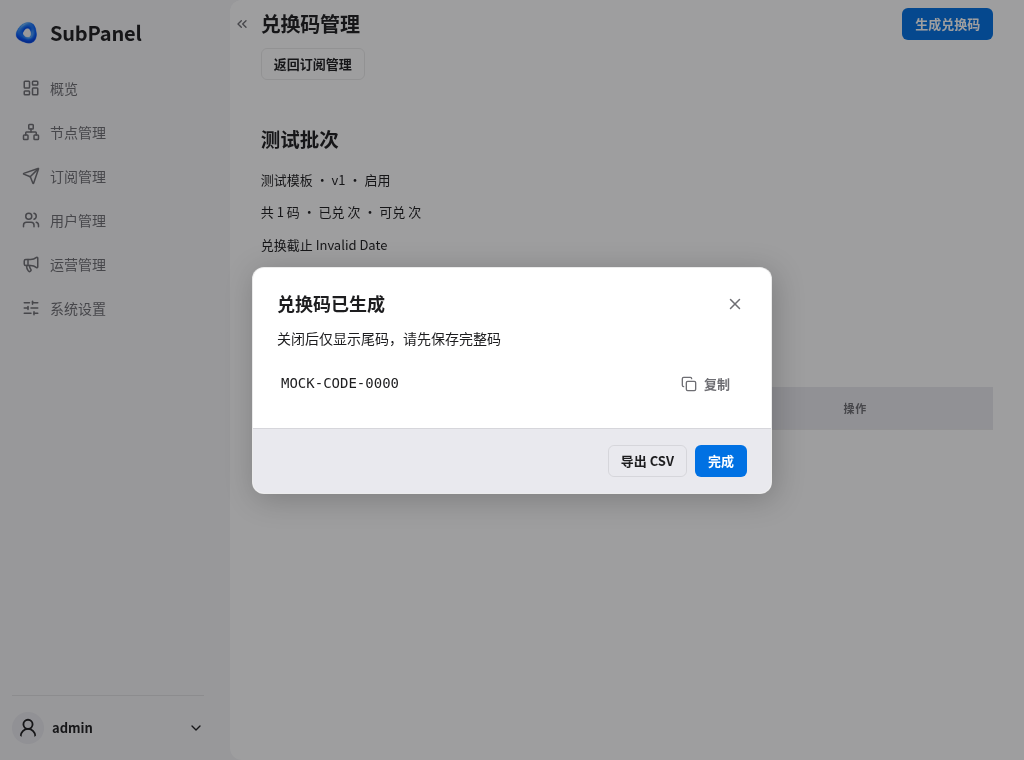 SubPanel
概览
节点管理
订阅管理
用户管理
运营管理
系统设置
admin
兑换码管理
生成兑换码
返回订阅管理
测试批次
测试模板 · v1 · 启用
共 1 码 · 已兑 次 · 可兑 次
兑换截止 Invalid Date
操作
兑换码已生成
关闭后仅显示尾码，请先保存完整码
MOCK-CODE-0000
复制
导出 CSV
完成